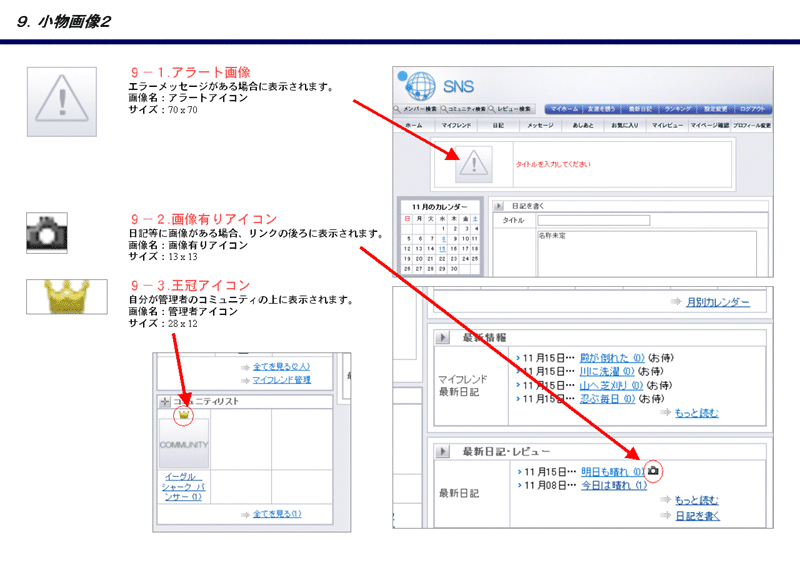 ９．小物画像２
９－１．アラート画像
エラーメッセージがある場合に表示されます。
画像名：アラートアイコン
サイズ：70 x 70
９－２．画像有りアイコン
日記等に画像がある場合、リンクの後ろに表示されます。
画像名：画像有りアイコン
サイズ：13 x 13
９－３．王冠アイコン
自分が管理者のコミュニティの上に表示されます。
画像名：管理者アイコン
サイズ：28 x 12
SNS
メンバー検索 コミュニティ検索 レビュー検索 マイホーム 友達を誘う 最新日記 ランキング 設定変更 ログアウト
ホーム マイフレンド 日記 メッセージ あしあと お気に入り マイレビュー マイページ確認 プロフィール変更
タイトルを入力してください
11月のカレンダー
日 月 火 水 木 金 土
1 2 3 4
5 6 7 8 9 10 11
12 13 14 15 16 17 18
19 20 21 22 23 24 25
26 27 28 29 30
日記を書く
タイトル
名称未定
月別カレンダー
最新情報
マイフレンド
最新日記
11月15日… 殿が倒れた (0) (お侍)
11月15日… 川に洗濯 (0) (お侍)
11月15日… 山へ芝刈り (0) (お侍)
11月15日… 忍ぶ毎日 (0) (お侍)
もっと読む
最新日記・レビュー
最新日記
11月15日… 明日も晴れ (0)
11月08日… 今日は晴れ (1)
もっと読む
日記を書く
全てを見る(2人)
マイフレンド管理
コミュニティリスト
COMMUNITY
イーグル
シャーク パ
ンサー (1)
全てを見る(1)